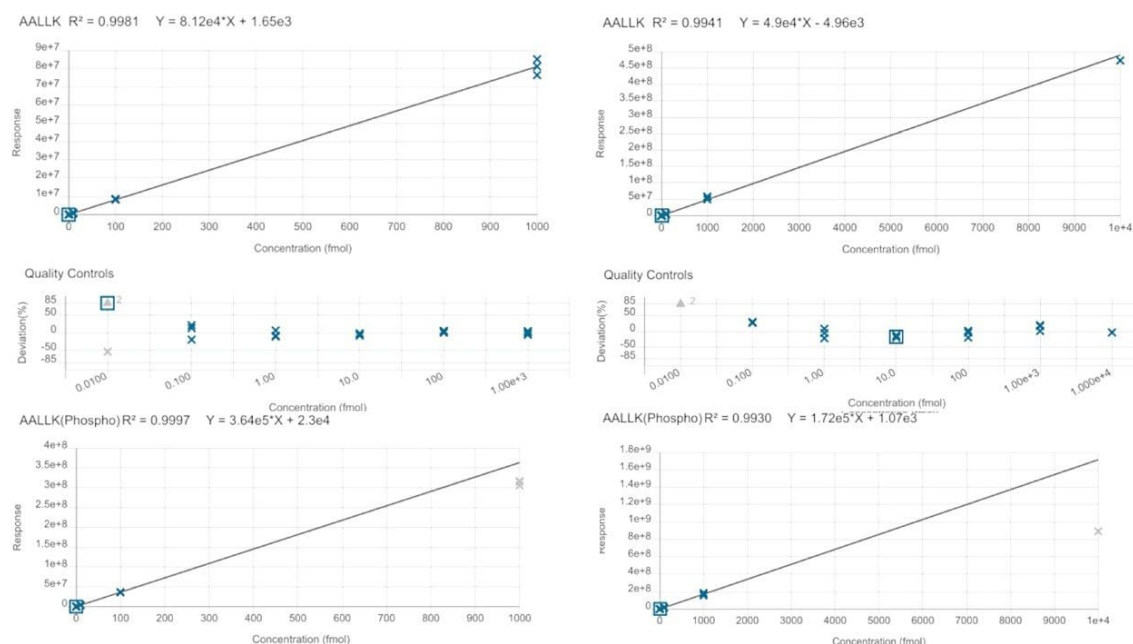 AALLK R² = 0.9981 Y = 8.12e4*X + 1.65e3
9e+7
8e+7
7e+7
6e+7
5e+7
4e+7
3e+7
2e+7
1e+7
0
Response
0 100 200 300 400 500 600 700 800 900 1000
Concentration (fmol)
Quality Controls
85
50
0
-50
-85
Deviation(%)
2
0.0100 0.100 1.00 10.0 100 1.00e+3
Concentration (fmol)
AALLK(Phospho) R² = 0.9997 Y = 3.64e5*X + 2.3e4
4e+8
3.5e+8
3e+8
2.5e+8
2e+8
1.5e+8
1e+8
5e+7
0
Response
0 100 200 300 400 500 600 700 800 900 1000
Concentration (fmol)
AALLK R² = 0.9941 Y = 4.9e4*X - 4.96e3
5e+8
4.5e+8
4e+8
3.5e+8
3e+8
2.5e+8
2e+8
1.5e+8
1e+8
5e+7
0
Response
0 1000 2000 3000 4000 5000 6000 7000 8000 9000 1e+4
Concentration (fmol)
Quality Controls
85
50
0
-50
-85
Deviation(%)
2
0.0100 0.100 1.00 10.0 100 1.00e+3 1.000e+4
Concentration (fmol)
AALLK(Phospho) R² = 0.9930 Y = 1.72e5*X + 1.07e3
1.8e+9
1.6e+9
1.4e+9
1.2e+9
1e+9
8e+8
6e+8
4e+8
2e+8
0
Response
0 1000 2000 3000 4000 5000 6000 7000 8000 9000 1e+4
Concentration (fmol)